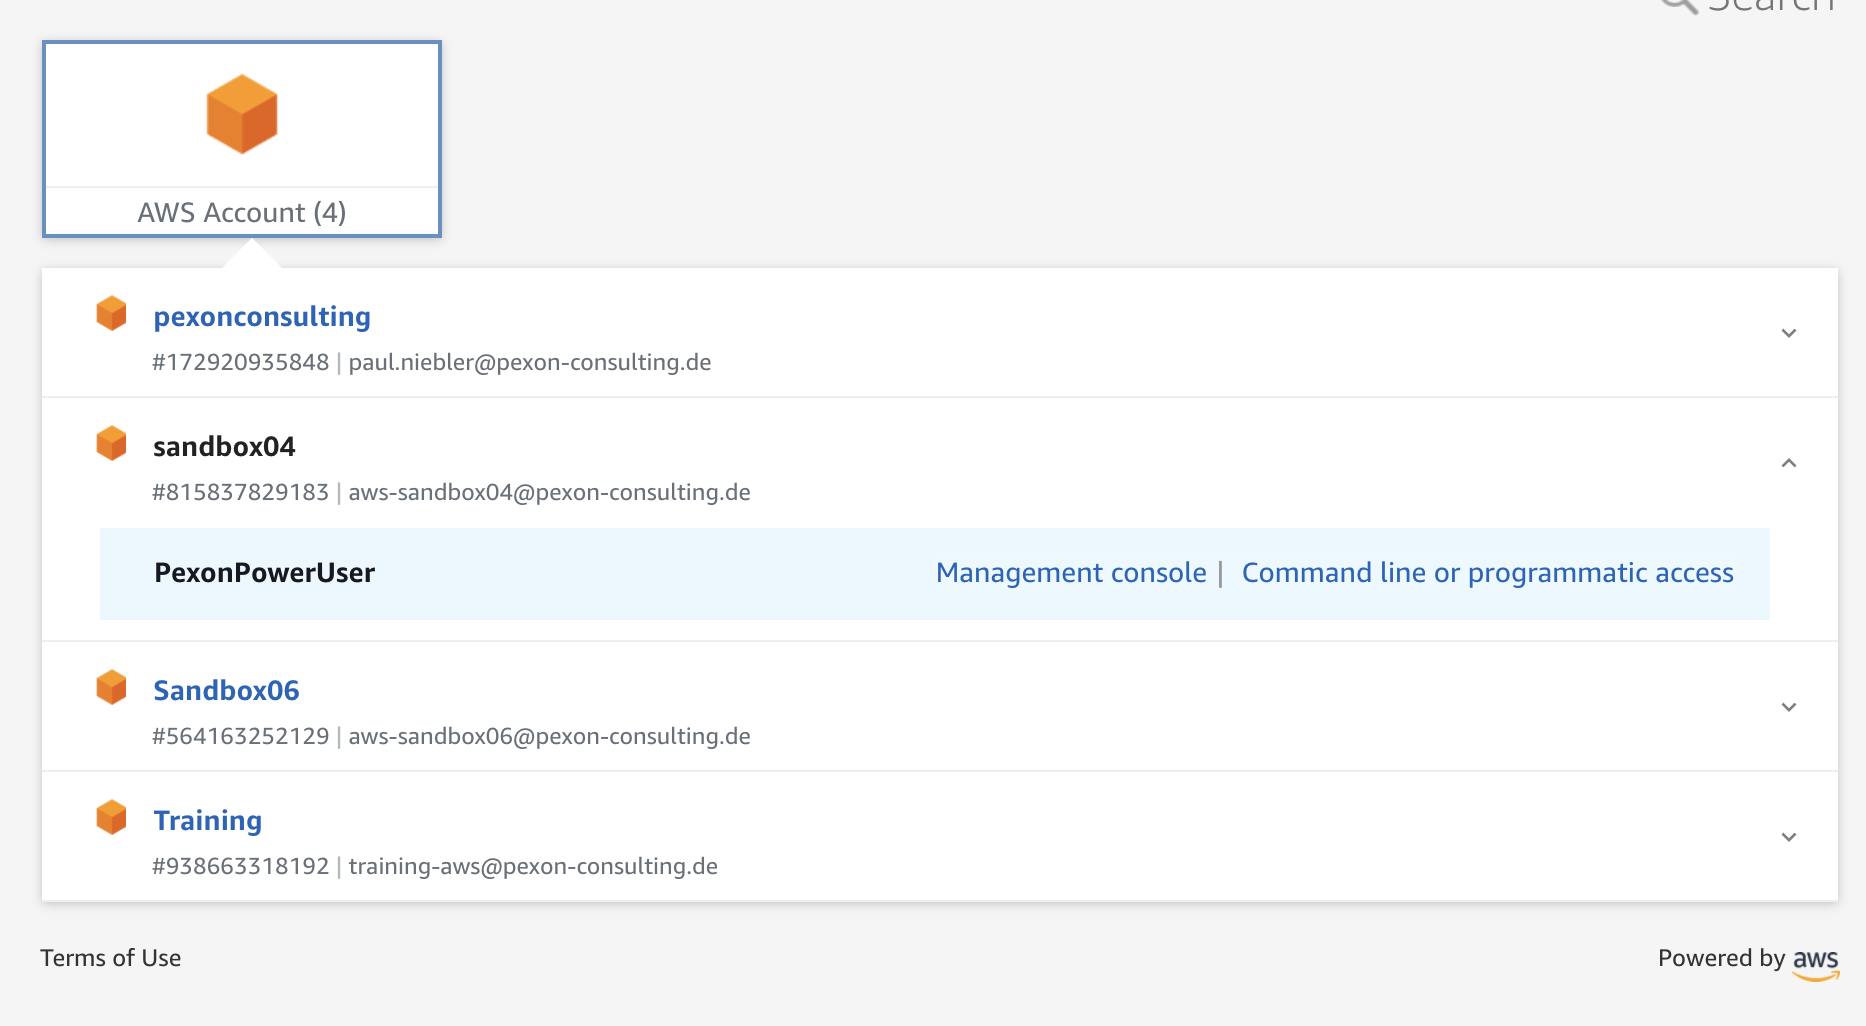 Search
AWS Account (4)
pexonconsulting
#172920935848 | paul.niebler@pexon-consulting.de
sandbox04
#815837829183 | aws-sandbox04@pexon-consulting.de
PexonPowerUser
Management console | Command line or programmatic access
Sandbox06
#564163252129 | aws-sandbox06@pexon-consulting.de
Training
#938663318192 | training-aws@pexon-consulting.de
Terms of Use
Powered by aws